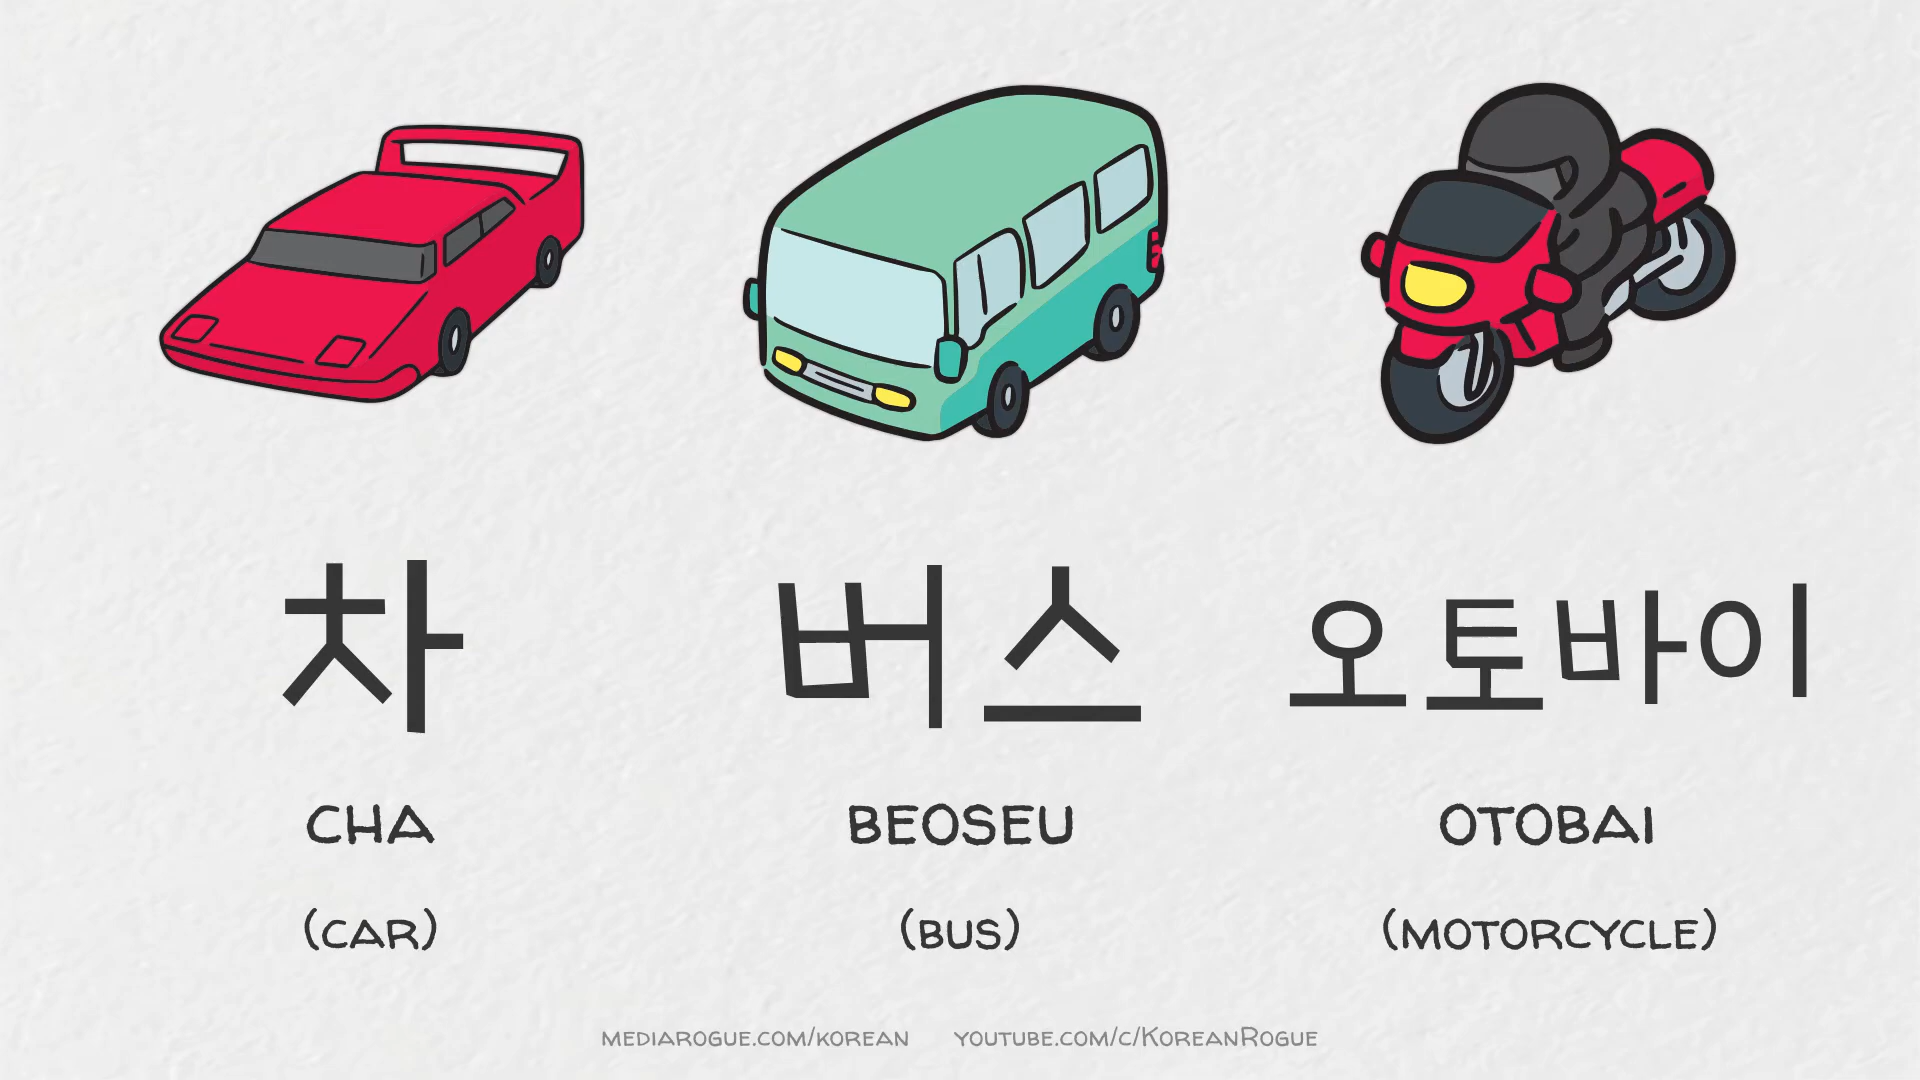 차 버스 오토바이
CHA BEOSEU OTOBAI
(CAR) (BUS) (MOTORCYCLE)
MEDIAROGUE.COM/KOREAN YOUTUBE.COM/C/KOREANROGUE